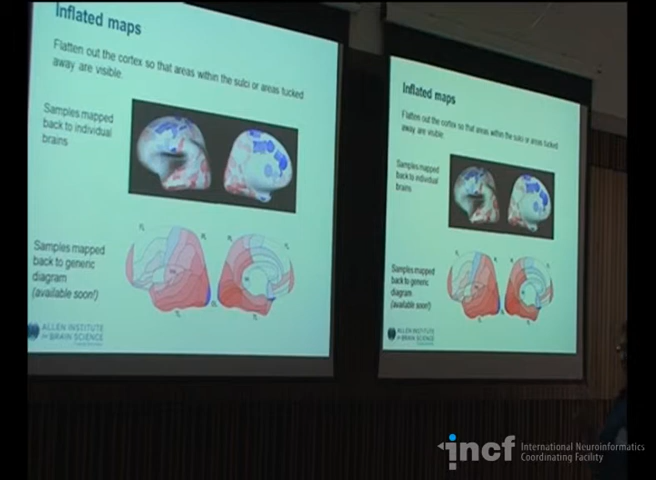 Inflated maps
Flatten out the cortex so that areas within the sulci or areas tucked
away are visible.
Samples mapped
back to individual
brains
Samples mapped
back to generic
diagram
(available soon!)
ALLEN INSTITUTE
for BRAIN SCIENCE
Inflated maps
Flatten out the cortex so that areas within the sulci or areas tucked
away are visible.
Samples mapped
back to individual
brains
Samples mapped
back to generic
diagram
(available soon!)
ALLEN INSTITUTE
for BRAIN SCIENCE
incf International Neuroinformatics
Coordinating Facility